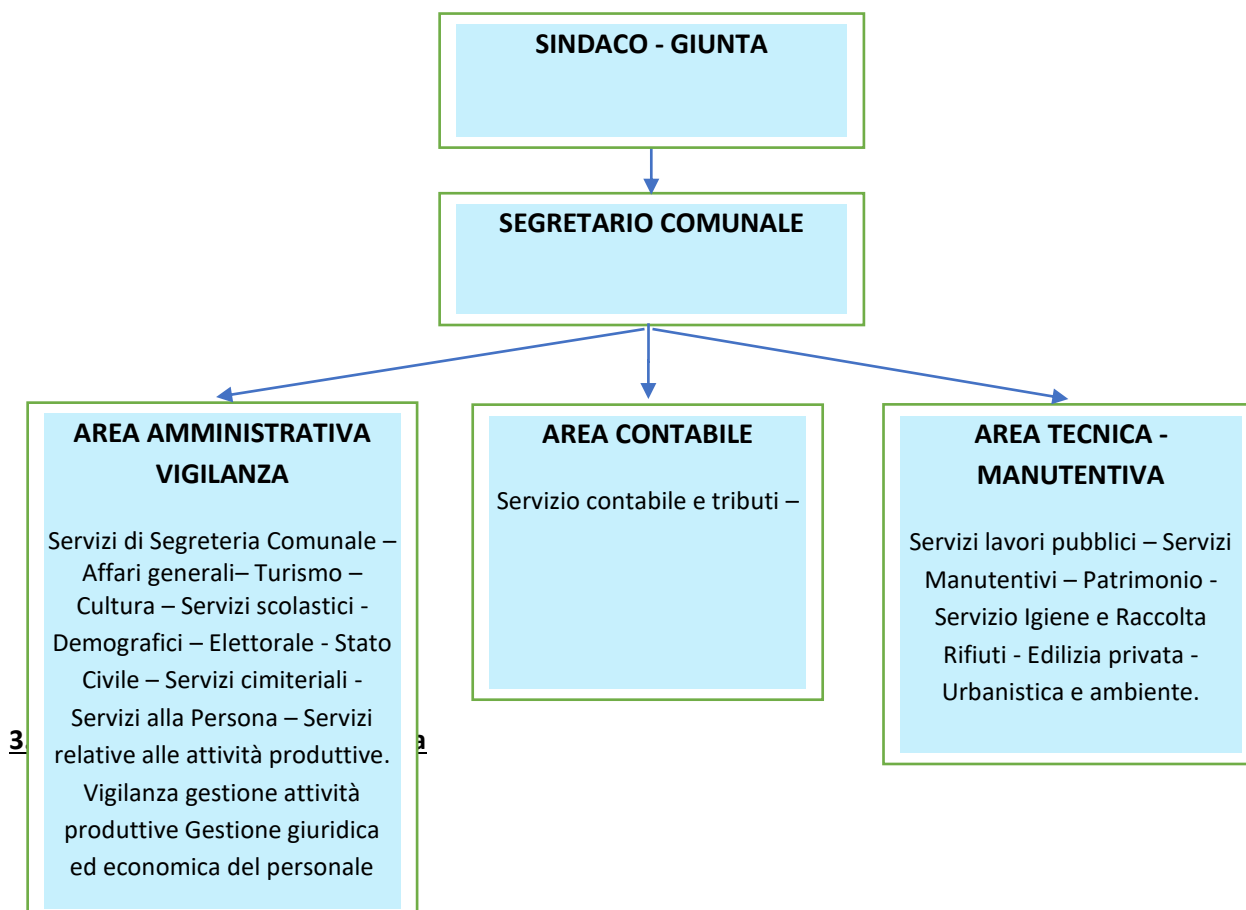 SINDACO - GIUNTA
SEGRETARIO COMUNALE
AREA AMMINISTRATIVA
VIGILANZA
Servizi di Segreteria Comunale –
Affari generali– Turismo –
Cultura – Servizi scolastici -
Demografici – Elettorale - Stato
Civile – Servizi cimiteriali -
Servizi alla Persona – Servizi
relative alle attività produttive.
Vigilanza gestione attività
produttive Gestione giuridica
ed economica del personale
AREA CONTABILE
Servizio contabile e tributi –
AREA TECNICA -
MANUTENTIVA
Servizi lavori pubblici – Servizi
Manutentivi – Patrimonio -
Servizio Igiene e Raccolta
Rifiuti - Edilizia privata -
Urbanistica e ambiente.
3.
a